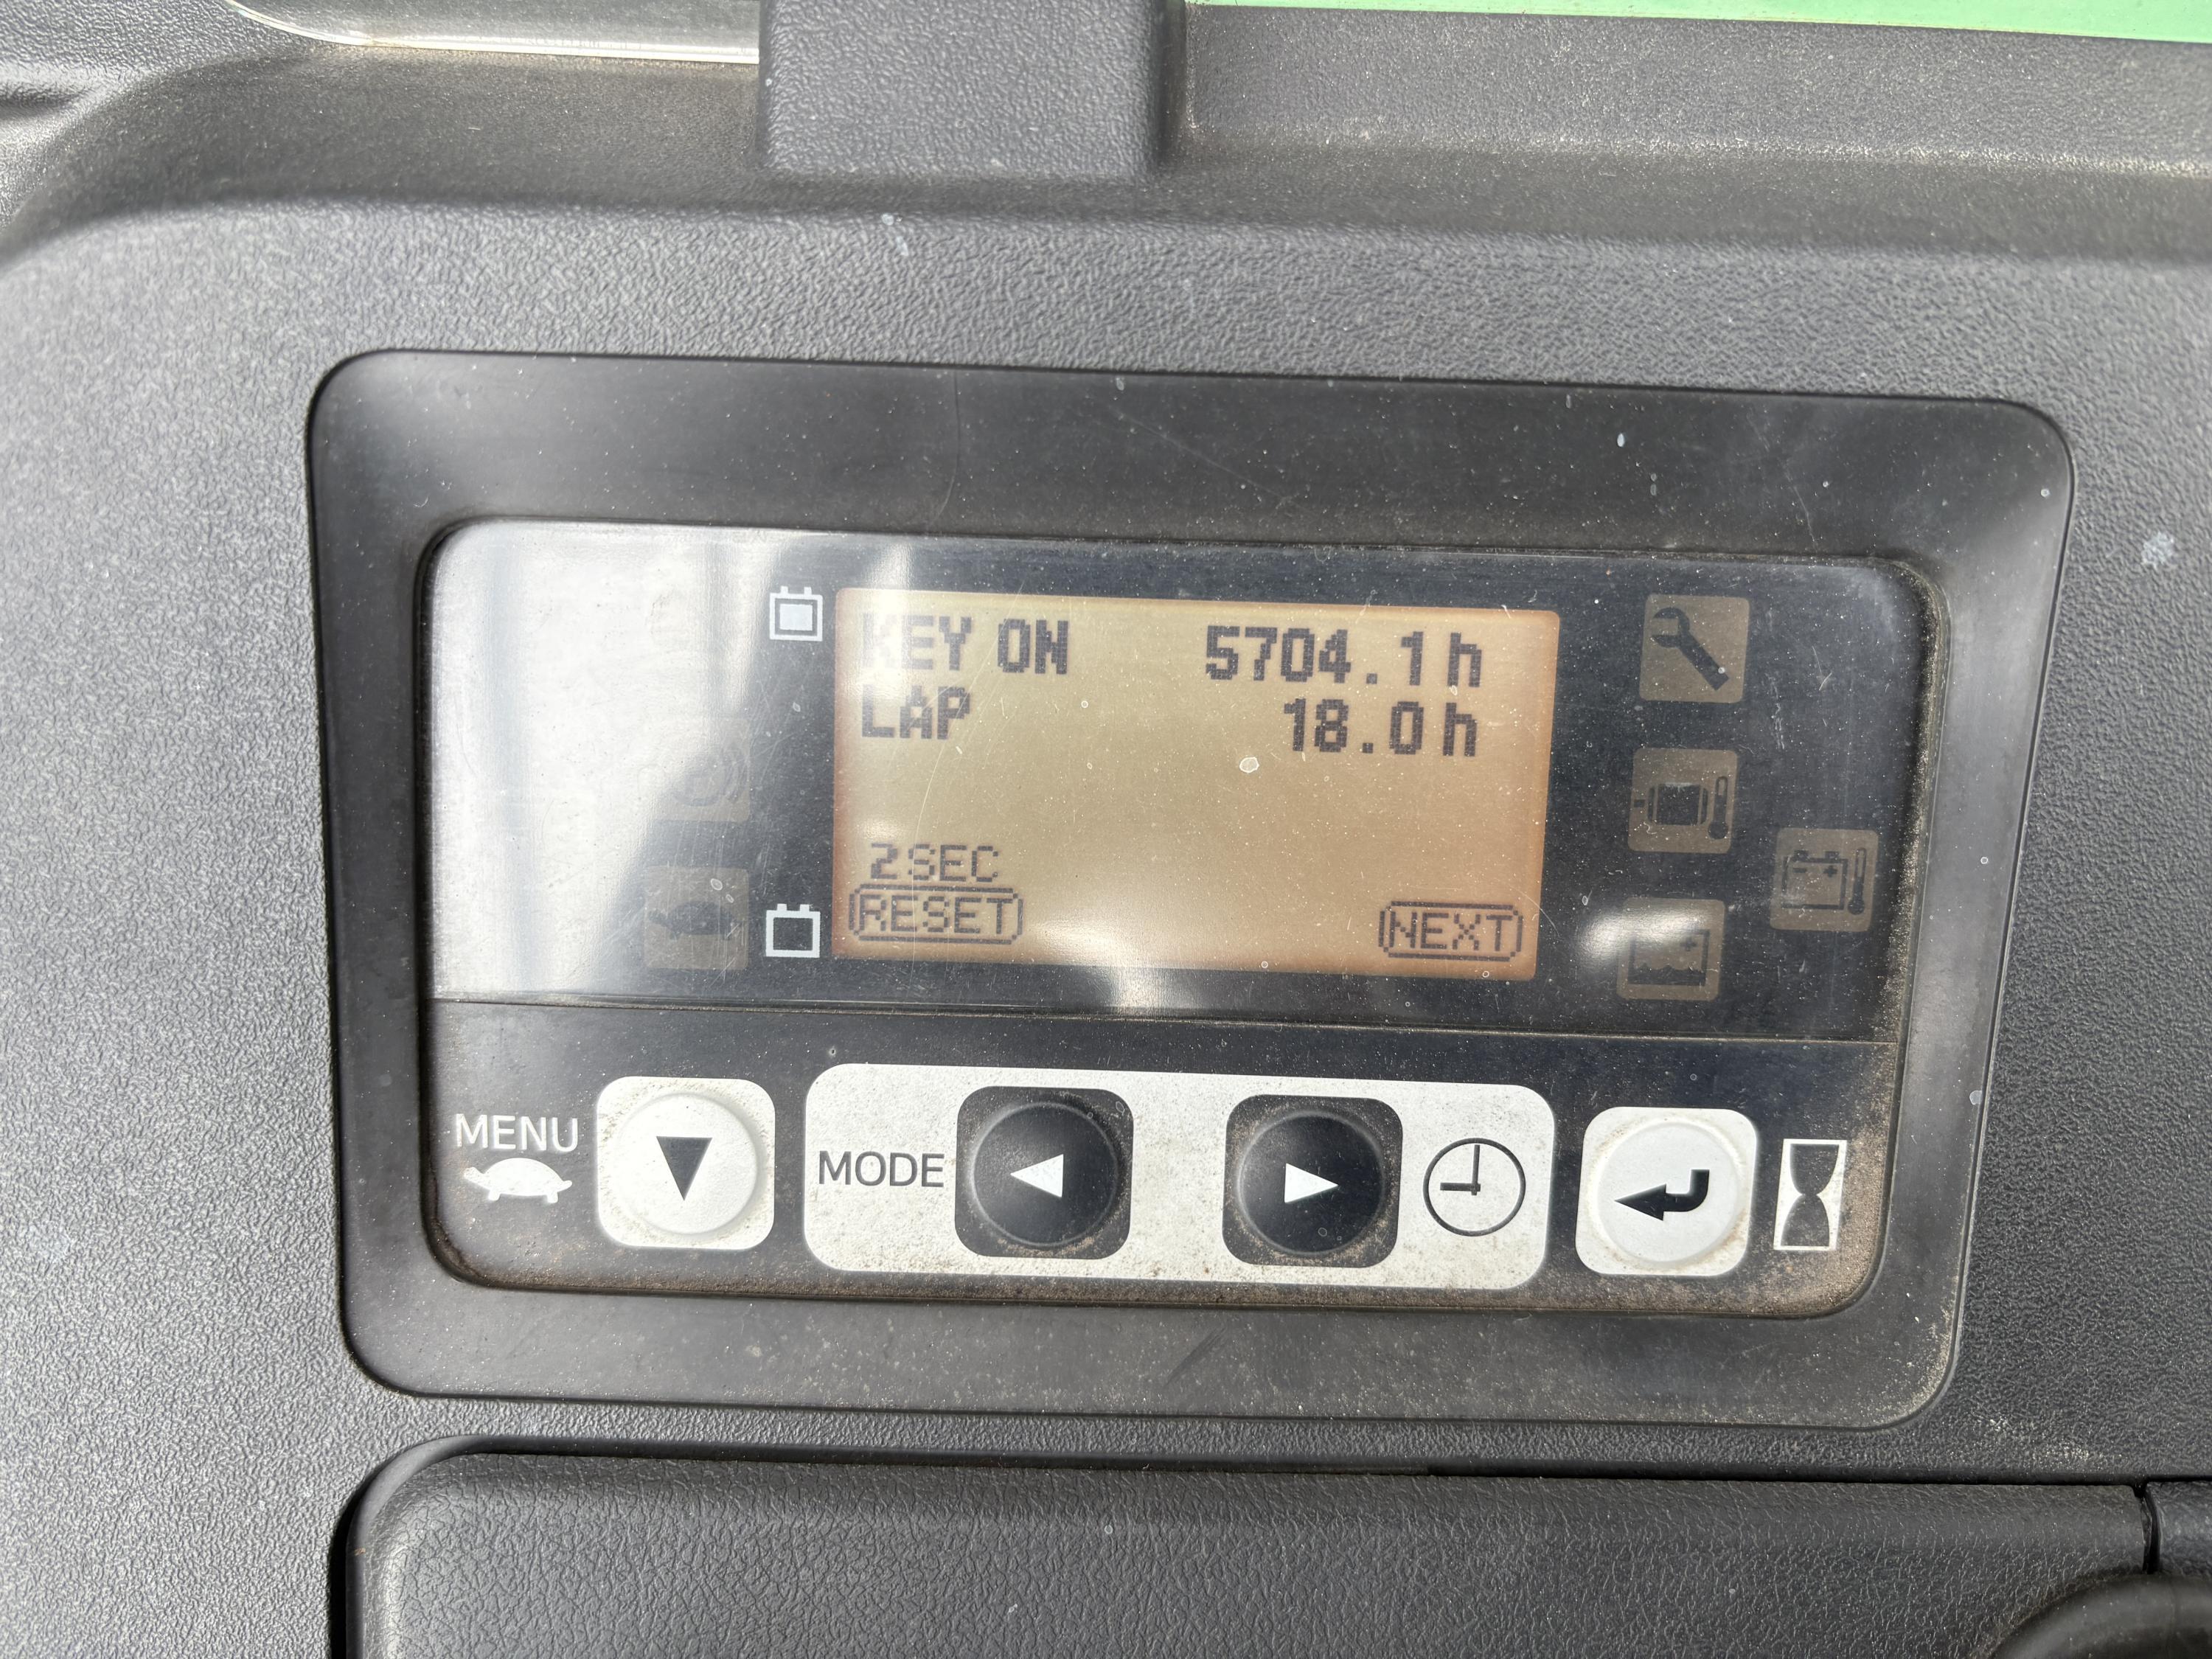 KEY ON 5704.1h
LAP 18.0h
2SEC
RESET NEXT
MENU
MODE